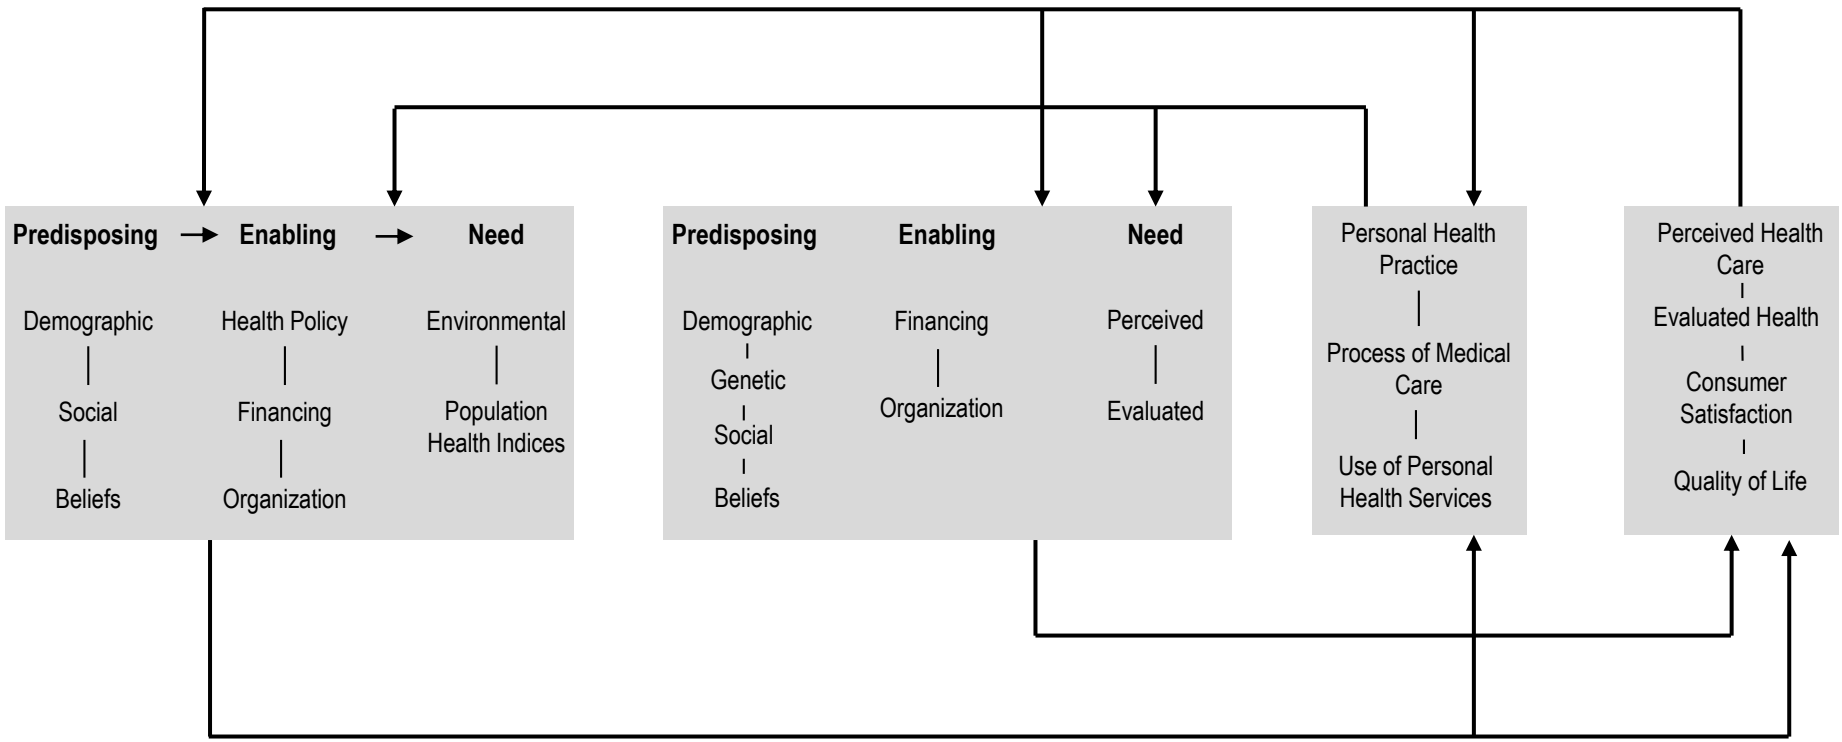 Predisposing
Enabling
Need
Demographic
Social
Beliefs
Health Policy
Financing
Organization
Environmental
Population
Health Indices
Predisposing
Enabling
Need
Demographic
Genetic
Social
Beliefs
Financing
Organization
Perceived
Evaluated
Personal Health
Practice
Process of Medical
Care
Use of Personal
Health Services
Perceived Health
Care
Evaluated Health
Consumer
Satisfaction
Quality of Life